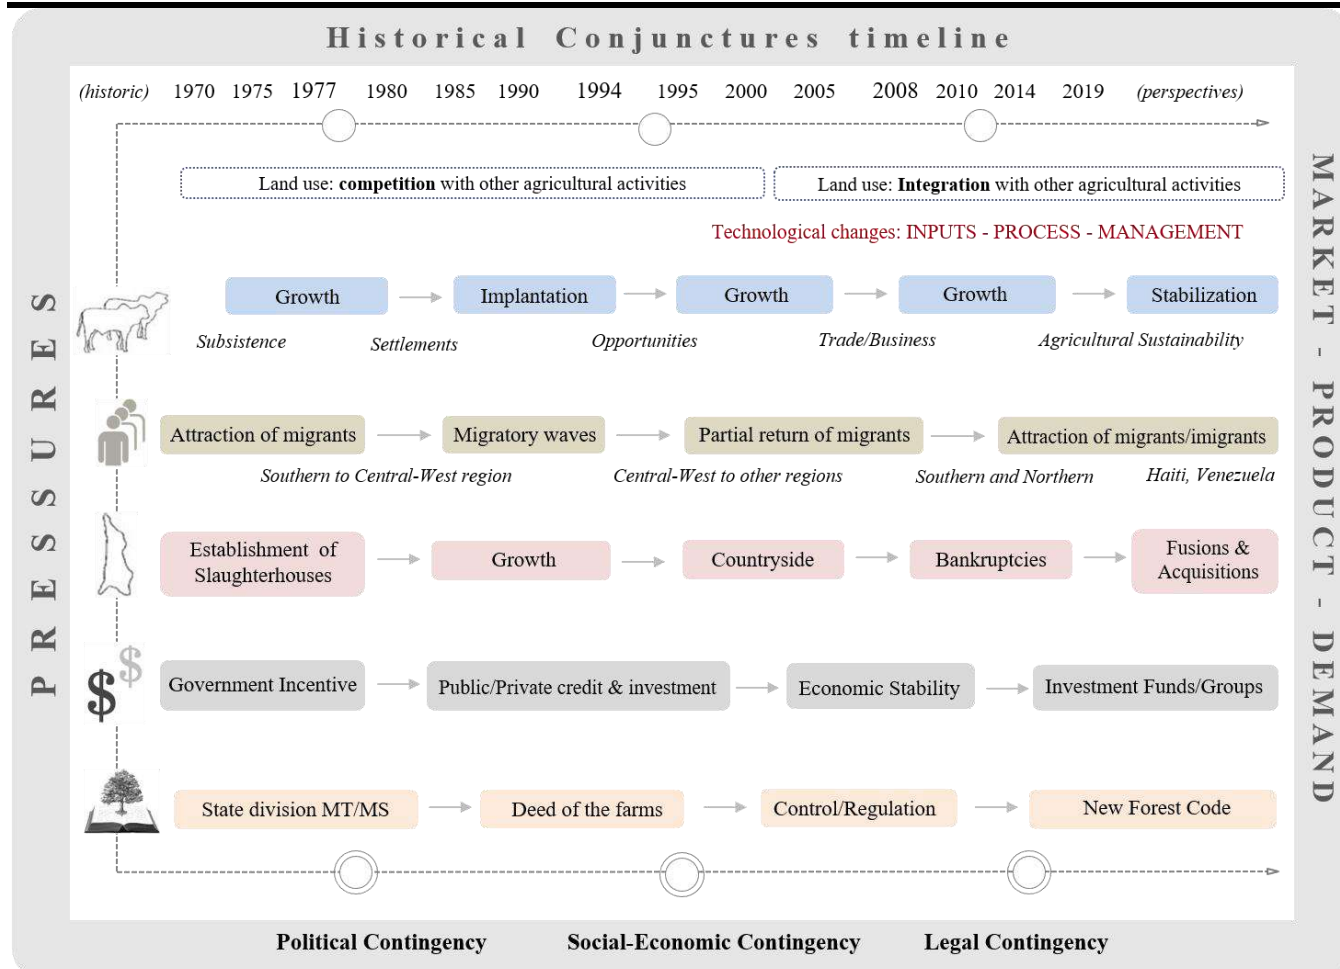 Historical Conjunctures timeline
(historic) 1970 1975 1977 1980 1985 1990 1994 1995 2000 2005 2008 2010 2014 2019 (perspectives)
Land use: competition with other agricultural activities
Land use: Integration with other agricultural activities
Technological changes: INPUTS - PROCESS - MANAGEMENT
Growth Implantation Growth Growth Stabilization
Subsistence Settlements Opportunities Trade/Business Agricultural Sustainability
Attraction of migrants Migratory waves Partial return of migrants Attraction of migrants/imigrants
Southern to Central-West region Central-West to other regions Southern and Northern Haiti, Venezuela
Establishment of
Slaughterhouses
Growth
Countryside
Bankruptcies
Fusions &
Acquisitions
$ $
Government Incentive Public/Private credit & investment Economic Stability Investment Funds/Groups
State division MT/MS Deed of the farms Control/Regulation New Forest Code
Political Contingency Social-Economic Contingency Legal Contingency
PRESSURES
MARKET - PRODUCT - DEMAND